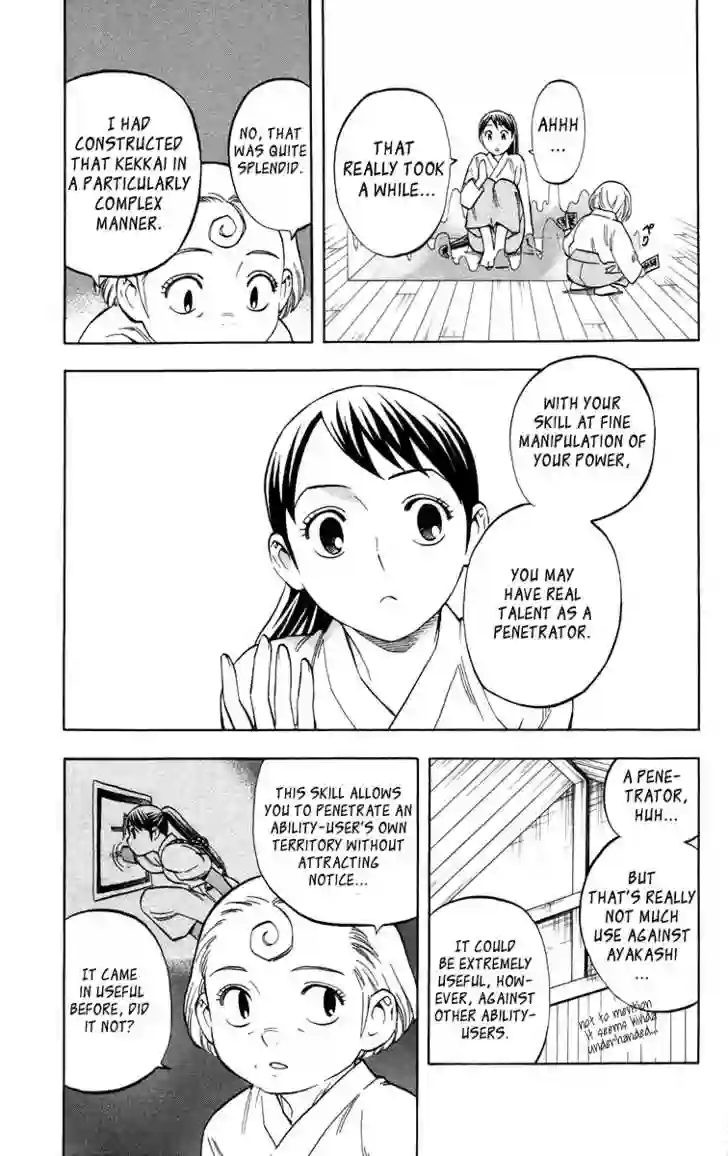 AHHH
...
THAT
REALLY TOOK
A WHILE...
NO, THAT
WAS QUITE
SPLENDID.
I HAD
CONSTRUCTED
THAT KEKKAI IN
A PARTICULARLY
COMPLEX
MANNER.
WITH YOUR
SKILL AT FINE
MANIPULATION OF
YOUR POWER,
YOU MAY
HAVE REAL
TALENT AS A
PENETRATOR.
A PENE-
TRATOR,
HUH...
BUT
THAT'S REALLY
NOT MUCH
USE AGAINST
AYAKASHI
...
not to mention
it seems kinda
underhanded...
IT COULD
BE EXTREMELY
USEFUL, HOW-
EVER, AGAINST
OTHER ABILITY-
USERS.
THIS SKILL ALLOWS
YOU TO PENETRATE AN
ABILITY-USER'S OWN
TERRITORY WITHOUT
ATTRACTING
NOTICE...
IT CAME
IN USEFUL
BEFORE, DID
IT NOT?